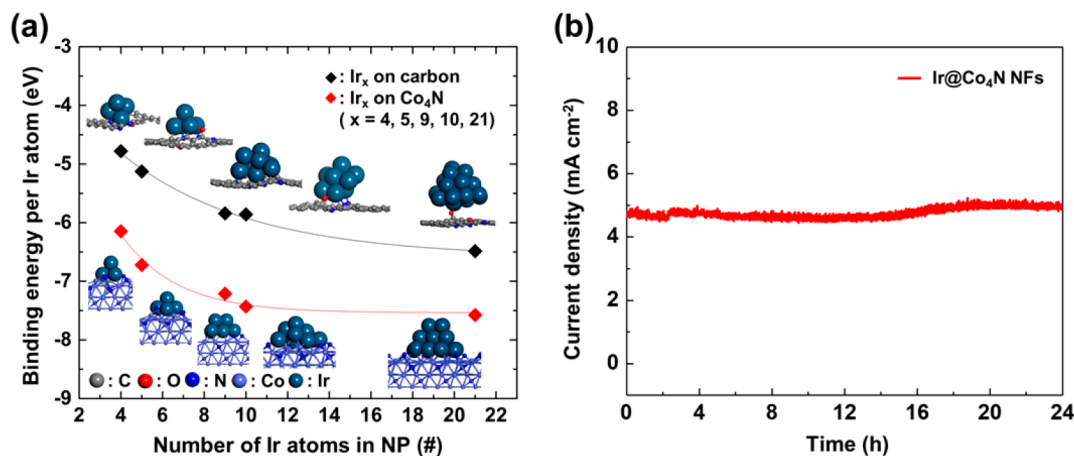 (a)
Binding energy per Ir atom (eV)
-3
-4
-5
-6
-7
-8
-9
◆: Irₓ on carbon
◆: Irₓ on Co₄N
( x = 4, 5, 9, 10, 21)
: C : O : N : Co : Ir
2 4 6 8 10 12 14 16 18 20 22
Number of Ir atoms in NP (#)
(b)
Current density (mA cm⁻²)
10
8
6
4
2
0
Ir@Co₄N NFs
0 4 8 12 16 20 24
Time (h)